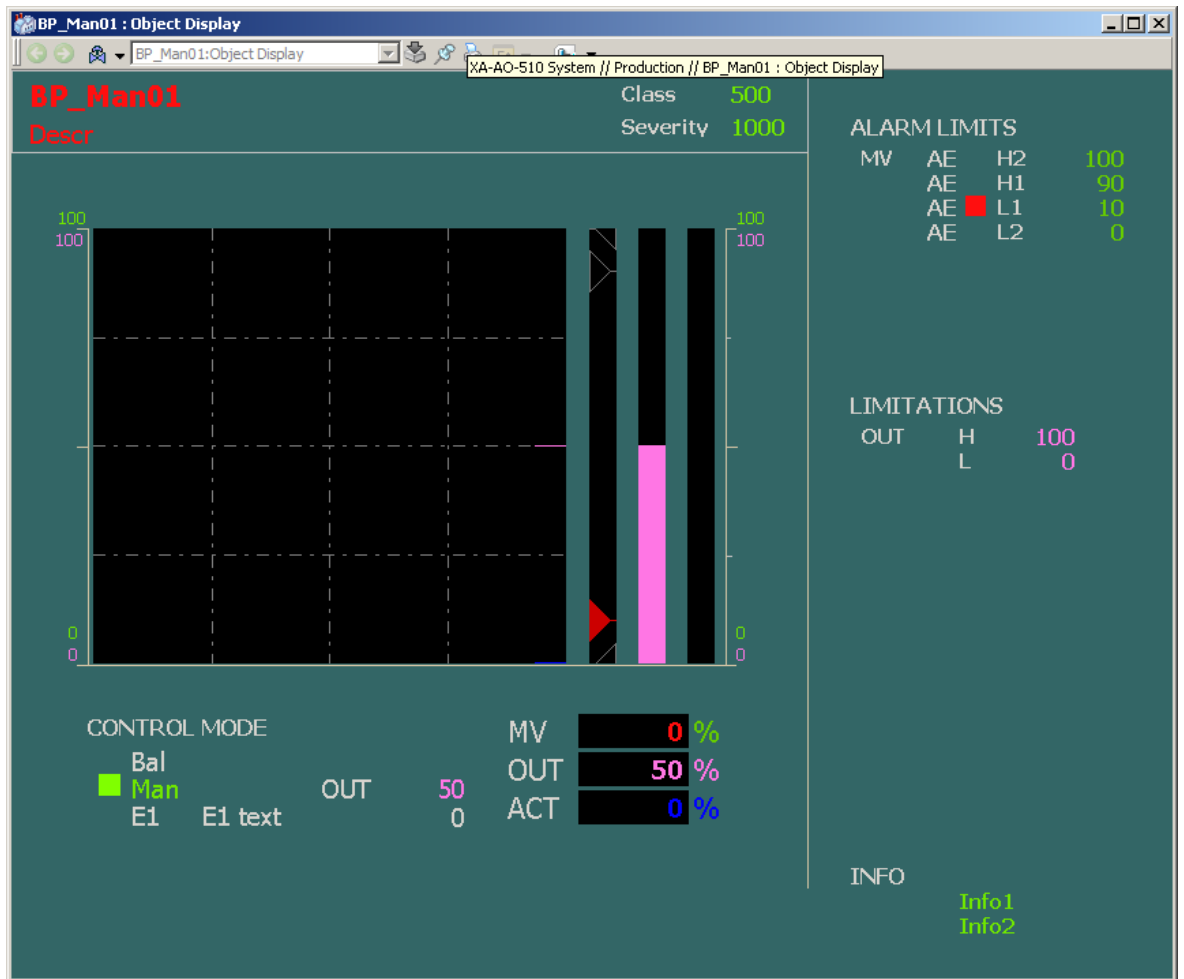 BP_Man01 : Object Display
BP_Man01:Object Display
XA-AO-510 System // Production // BP_Man01 : Object Display
BP_Man01
Descr
Class 500
Severity 1000
100
100
100
100
0
0
0
0
CONTROL MODE
Bal
Man OUT 50
E1 E1 text 0
MV 0 %
OUT 50 %
ACT 0 %
ALARM LIMITS
MV AE H2 100
AE H1 90
AE L1 10
AE L2 0
LIMITATIONS
OUT H 100
L 0
INFO
Info1
Info2